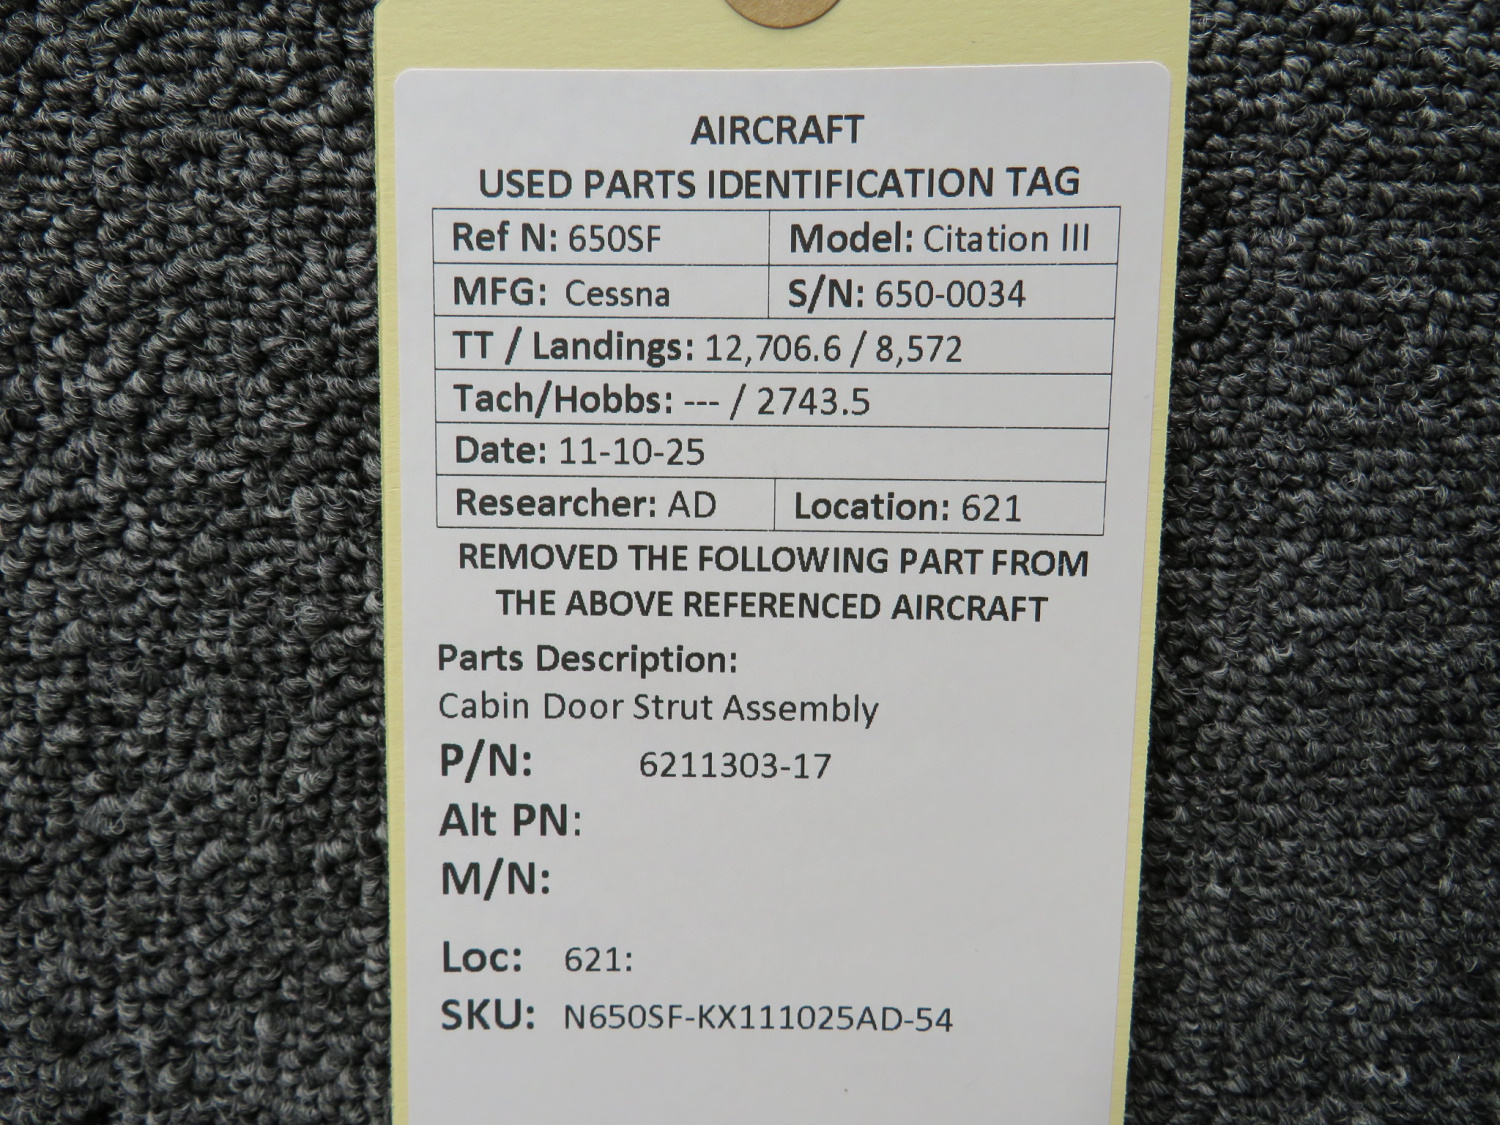 AIRCRAFT
USED PARTS IDENTIFICATION TAG
Ref N: 650SF Model: Citation III
MFG: Cessna S/N: 650-0034
TT / Landings: 12,706.6 / 8,572
Tach/Hobbs: --- / 2743.5
Date: 11-10-25
Researcher: AD Location: 621
REMOVED THE FOLLOWING PART FROM
THE ABOVE REFERENCED AIRCRAFT
Parts Description:
Cabin Door Strut Assembly
P/N: 6211303-17
Alt PN:
M/N:
Loc: 621:
SKU: N650SF-KX111025AD-54